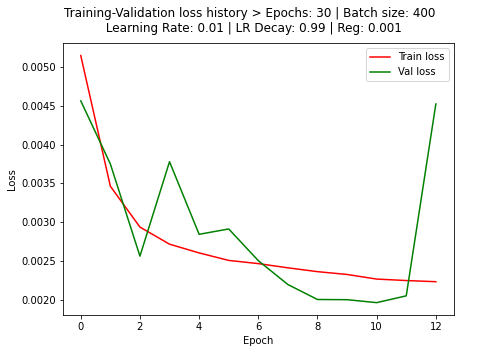 Training-Validation loss history > Epochs: 30 | Batch size: 400
Learning Rate: 0.01 | LR Decay: 0.99 | Reg: 0.001
Train loss
Val loss
0.0050
0.0045
0.0040
0.0035
0.0030
0.0025
0.0020
Loss
0 2 4 6 8 10 12
Epoch